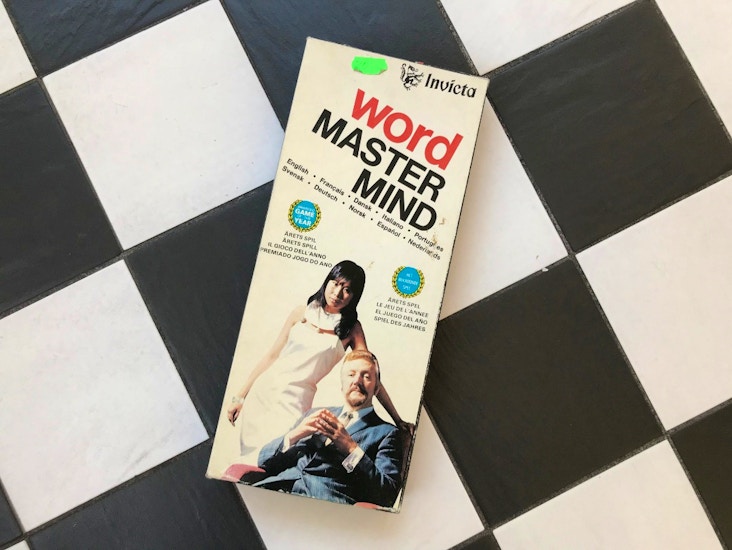 Invicta
word
MASTER
MIND
English • Français • Dansk • Italiano • Portugues
Svensk • Deutsch • Norsk • Español • Nederlands
GAME
YEAR
ÅRETS SPIL
ÅRETS SPILL
IL GIOCO DELL'ANNO
PREMIADO JOGO DO ANO
ÅRETS SPEL
LE JEU DE L'ANNEE
EL JUEGO DEL AÑO
SPIEL DES JAHRES